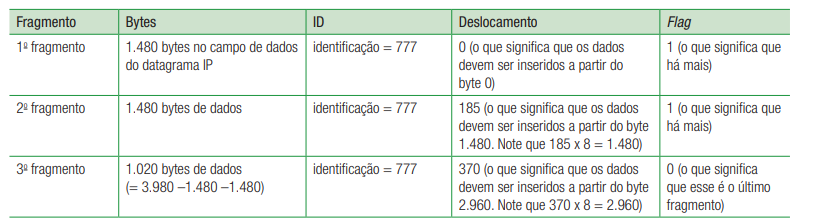 Fragmento Bytes ID Deslocamento Flag
1º fragmento 1.480 bytes no campo de dados identificação = 777 0 (o que significa que os dados 1 (o que significa que
do datagrama IP devem ser inseridos a partir do há mais)
byte 0)
2º fragmento 1.480 bytes de dados identificação = 777 185 (o que significa que os dados 1 (o que significa que
devem ser inseridos a partir do byte há mais)
1.480. Note que 185 x 8 = 1.480)
3º fragmento 1.020 bytes de dados identificação = 777 370 (o que significa que os dados 0 (o que significa
(= 3.980 –1.480 –1.480) devem ser inseridos a partir do byte que esse é o último
2.960. Note que 370 x 8 = 2.960) fragmento)